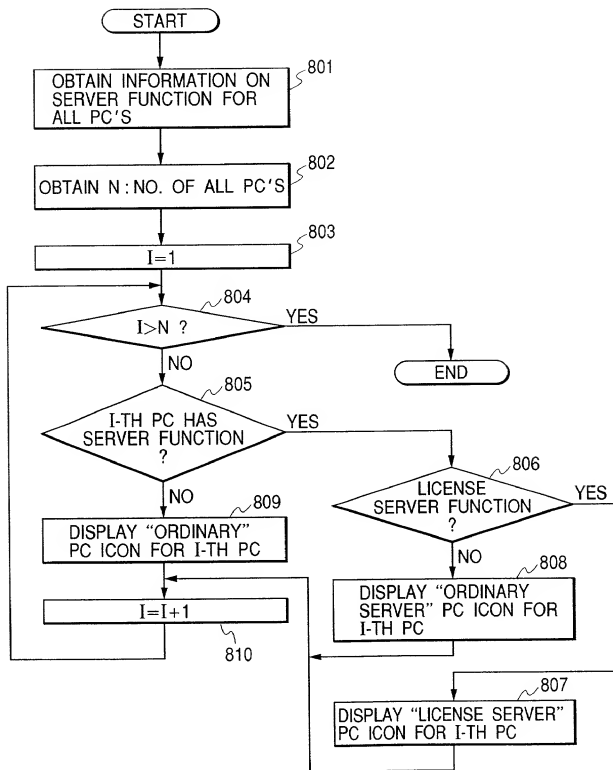 START
801
OBTAIN INFORMATION ON
SERVER FUNCTION FOR
ALL PC'S
802
OBTAIN N : NO. OF ALL PC'S
803
I=1
804
I>N ?
YES
NO
END
805
I-TH PC HAS
SERVER FUNCTION
?
YES
NO
806
LICENSE
SERVER FUNCTION
?
YES
NO
809
DISPLAY "ORDINARY"
PC ICON FOR I-TH PC
808
DISPLAY "ORDINARY
SERVER" PC ICON FOR
I-TH PC
I=I+1
810
807
DISPLAY "LICENSE SERVER"
PC ICON FOR I-TH PC